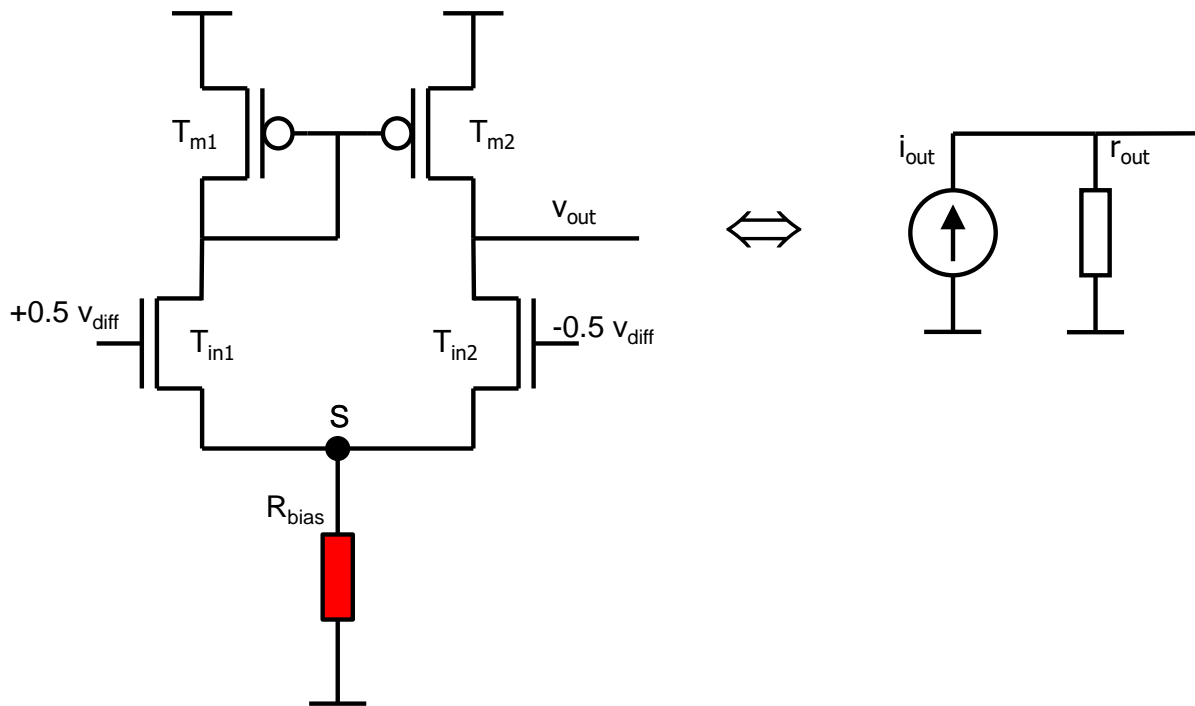 T_m1
T_m2
i_out
r_out
v_out
+0.5 v_diff
T_in1
T_in2
-0.5 v_diff
S
R_bias